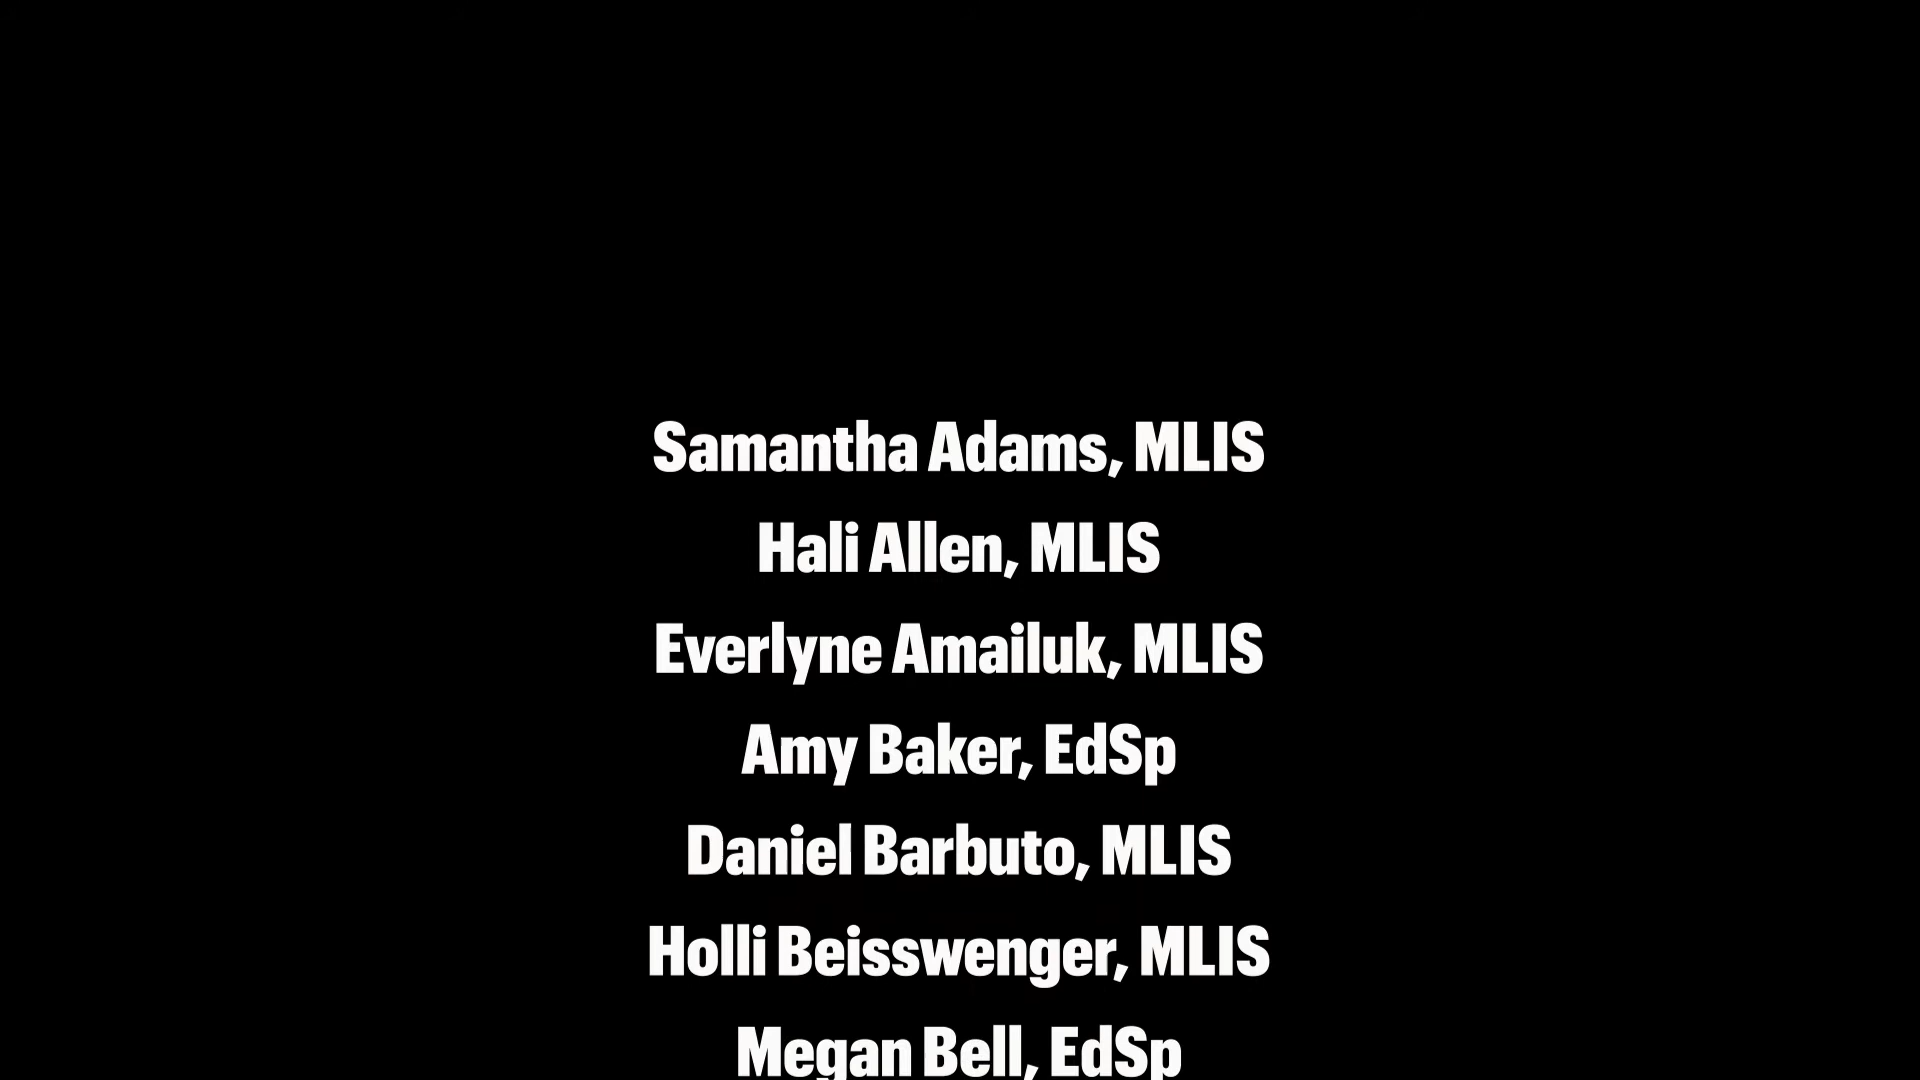 Samantha Adams, MLIS
Hali Allen, MLIS
Everlyne Amailuk, MLIS
Amy Baker, EdSp
Daniel Barbuto, MLIS
Holli Beisswenger, MLIS
Megan Bell, EdSp